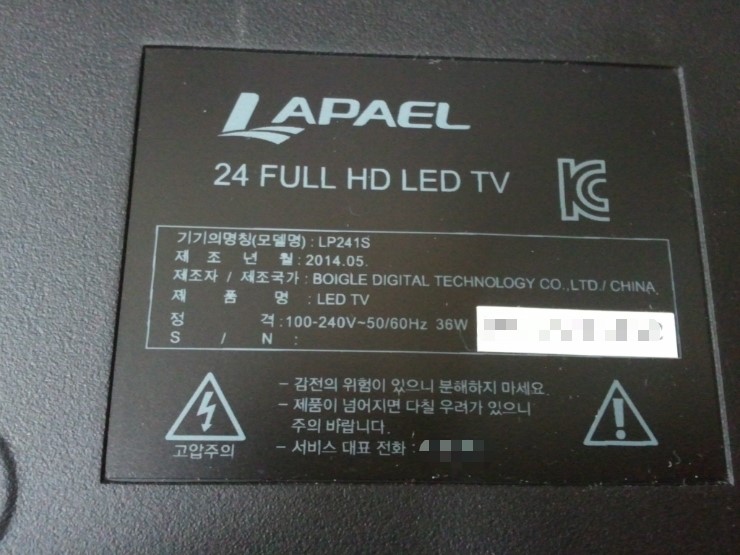 LAPAEL
24 FULL HD LED TV
기기의명칭(모델명) : LP241S
제 조 년 월 : 2014.05.
제조자 / 제조국가 : BOIGLE DIGITAL TECHNOLOGY CO.,LTD./ CHINA
제 품 명 : LED TV
정 격 : 100-240V~50/60Hz 36W
S / N :
- 감전의 위험이 있으니 분해하지 마세요.
- 제품이 넘어지면 다칠 우려가 있으니
주의 바랍니다.
- 서비스 대표 전화 :
고압주의